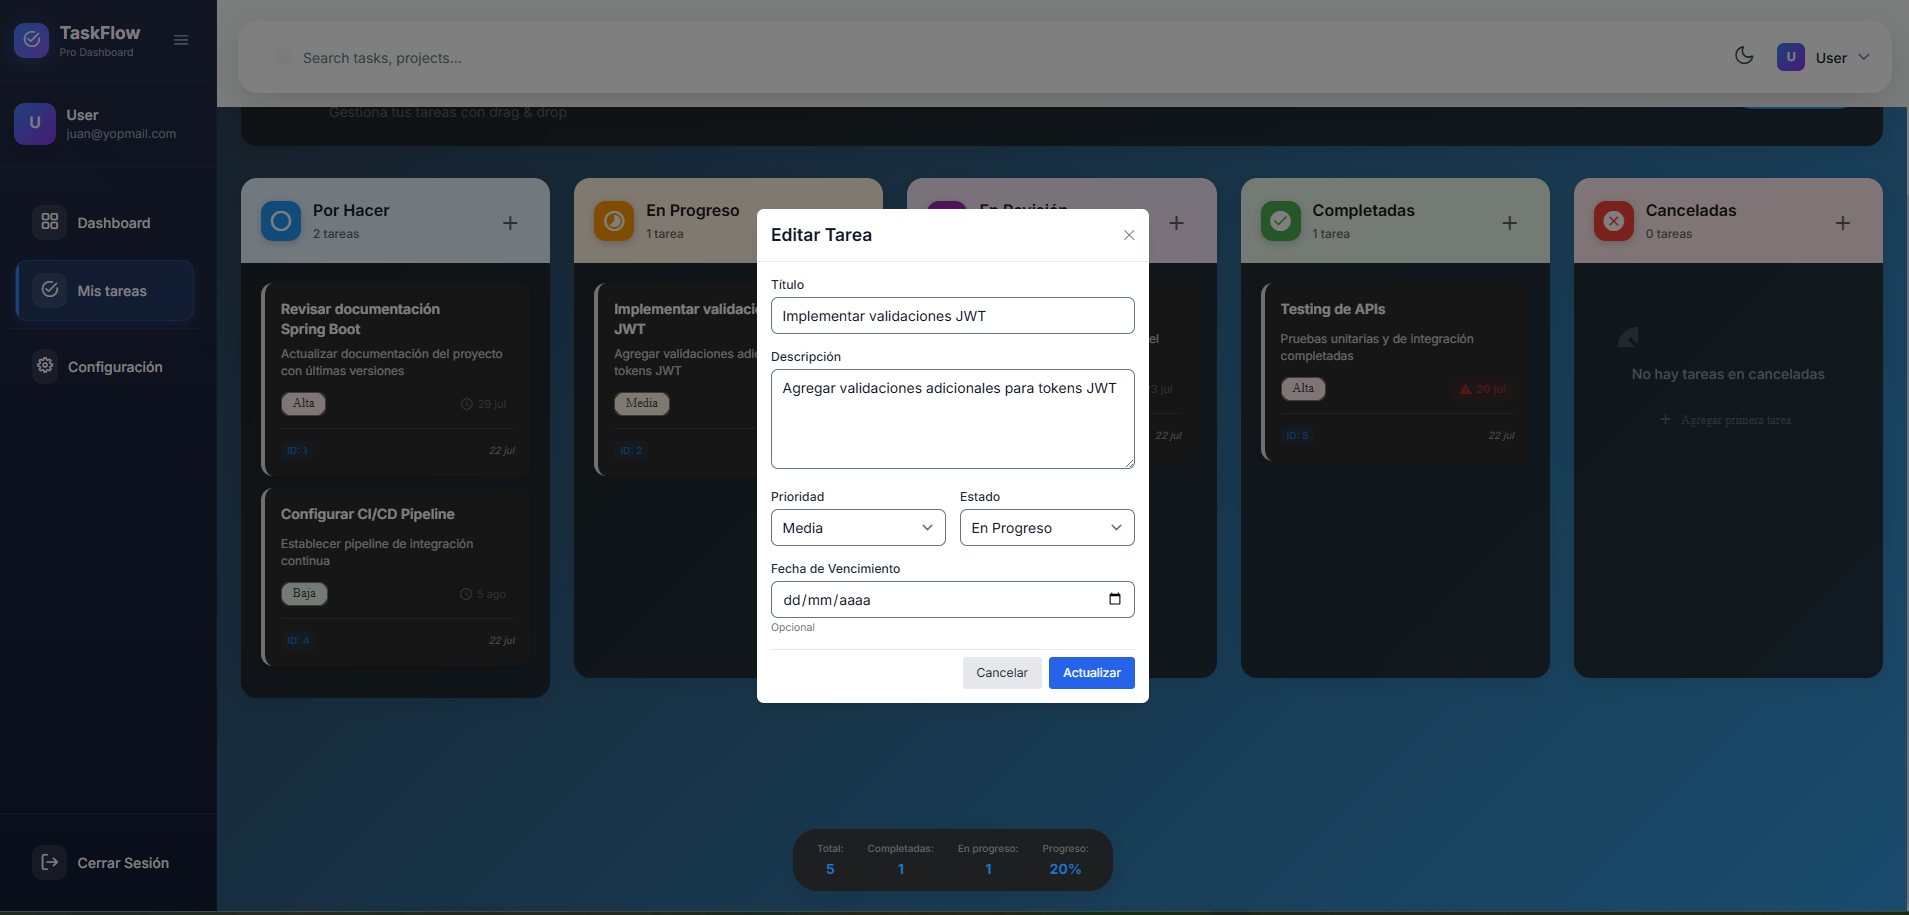 TaskFlow
Pro Dashboard
U
User
juan@yopmail.com
Dashboard
Mis tareas
Configuración
Cerrar Sesión
Search tasks, projects...
U
User
Gestiona tus tareas con drag & drop
Por Hacer
2 tareas
Revisar documentación
Spring Boot
Actualizar documentación del proyecto
con últimas versiones
Alta
29 jul
ID: 1
22 jul
Configurar CI/CD Pipeline
Establecer pipeline de integración
continua
Baja
5 ago
ID: 4
22 jul
En Progreso
1 tarea
Implementar validacio
JWT
Agregar validaciones adic
tokens JWT
Media
ID: 2
En Revisión
el
3 jul
22 jul
Completadas
1 tarea
Testing de APIs
Pruebas unitarias y de integración
completadas
Alta
20 jul
ID: 5
22 jul
Canceladas
0 tareas
No hay tareas en canceladas
Agregar primera tarea
Editar Tarea
Título
Implementar validaciones JWT
Descripción
Agregar validaciones adicionales para tokens JWT
Prioridad
Estado
Media
En Progreso
Fecha de Vencimiento
dd/mm/aaaa
Opcional
Cancelar
Actualizar
Total: Completadas: En progreso: Progreso:
5 1 1 20%